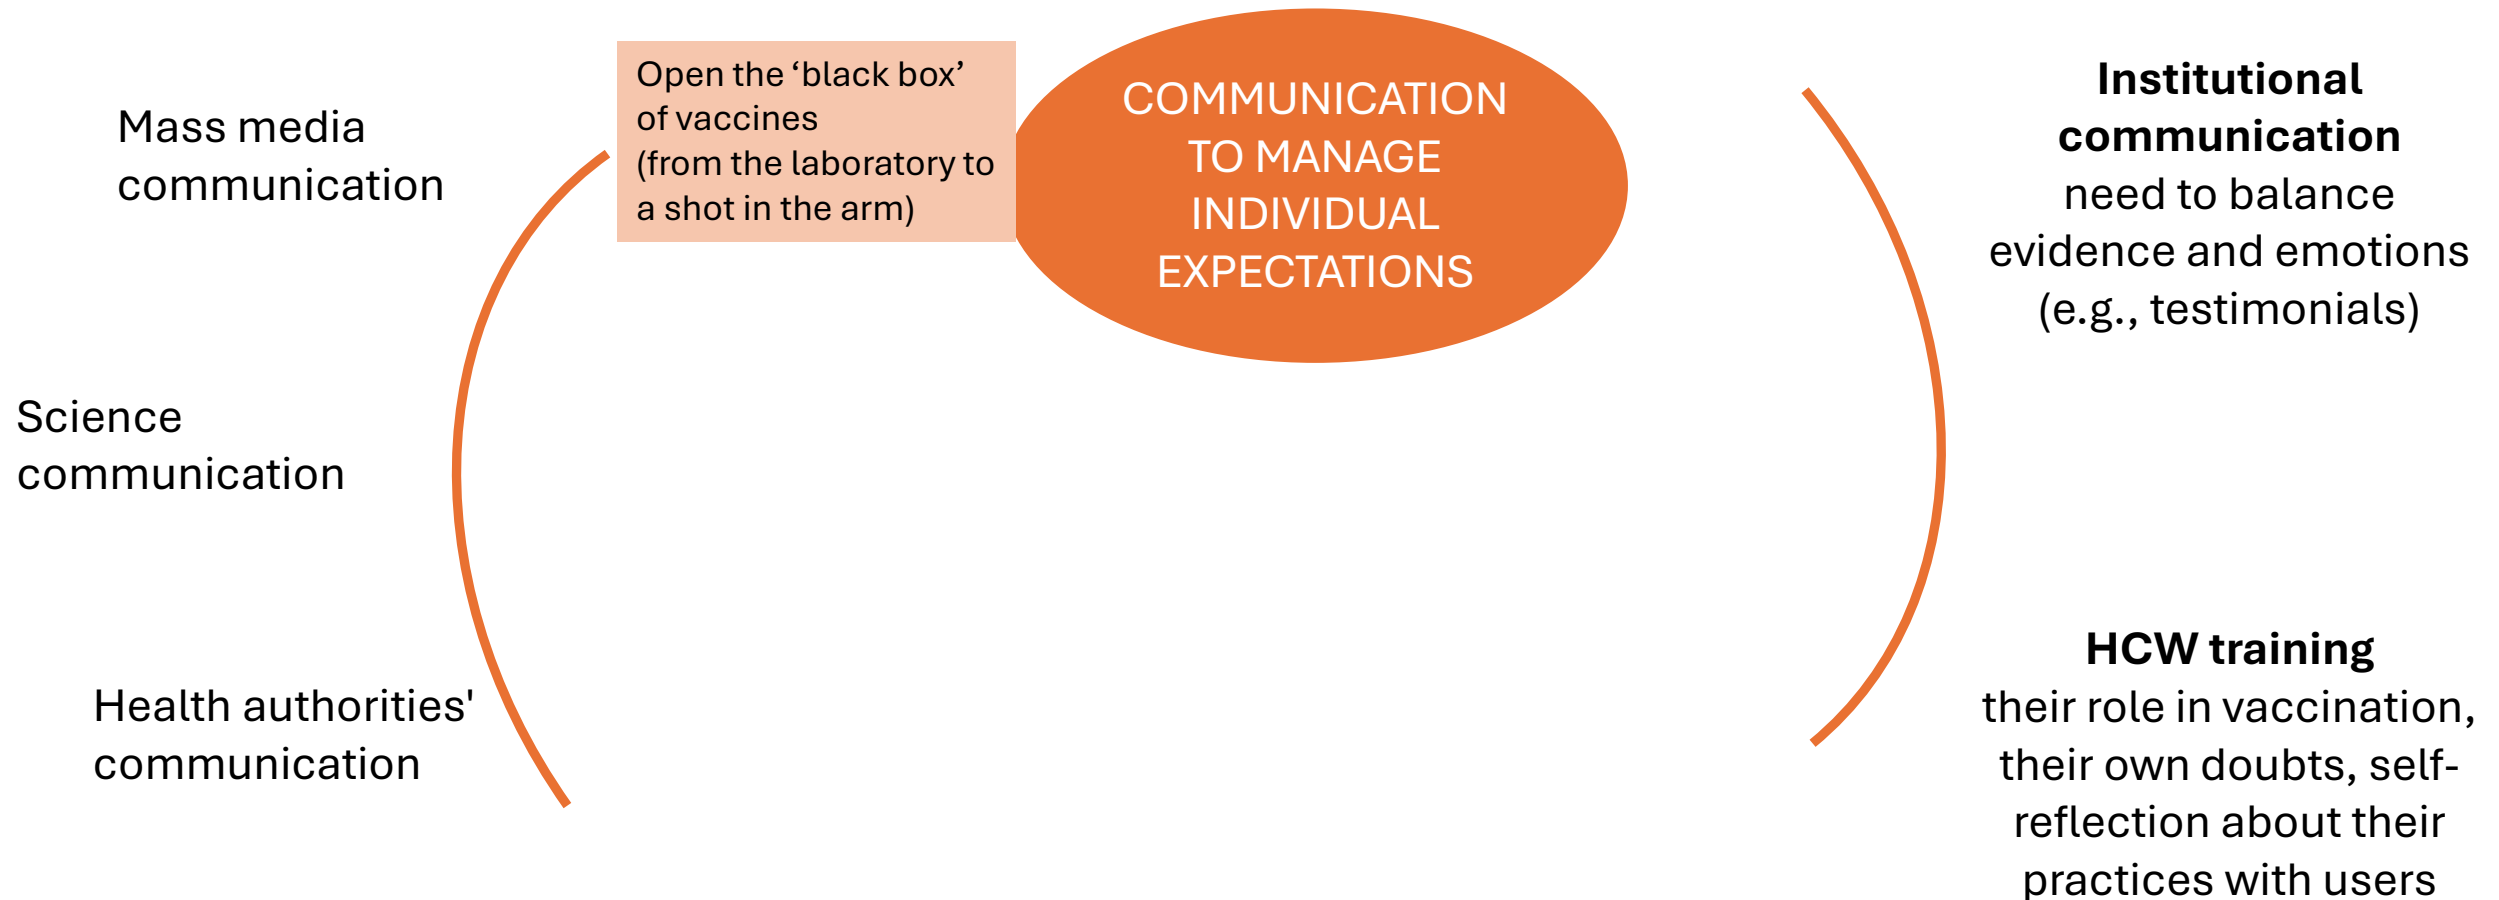 Mass media
communication
Science
communication
Health authorities'
communication
Open the ‘black box’
of vaccines
(from the laboratory to
a shot in the arm)
COMMUNICATION
TO MANAGE
INDIVIDUAL
EXPECTATIONS
Institutional
communication
need to balance
evidence and emotions
(e.g., testimonials)
HCW training
their role in vaccination,
their own doubts, self-
reflection about their
practices with users